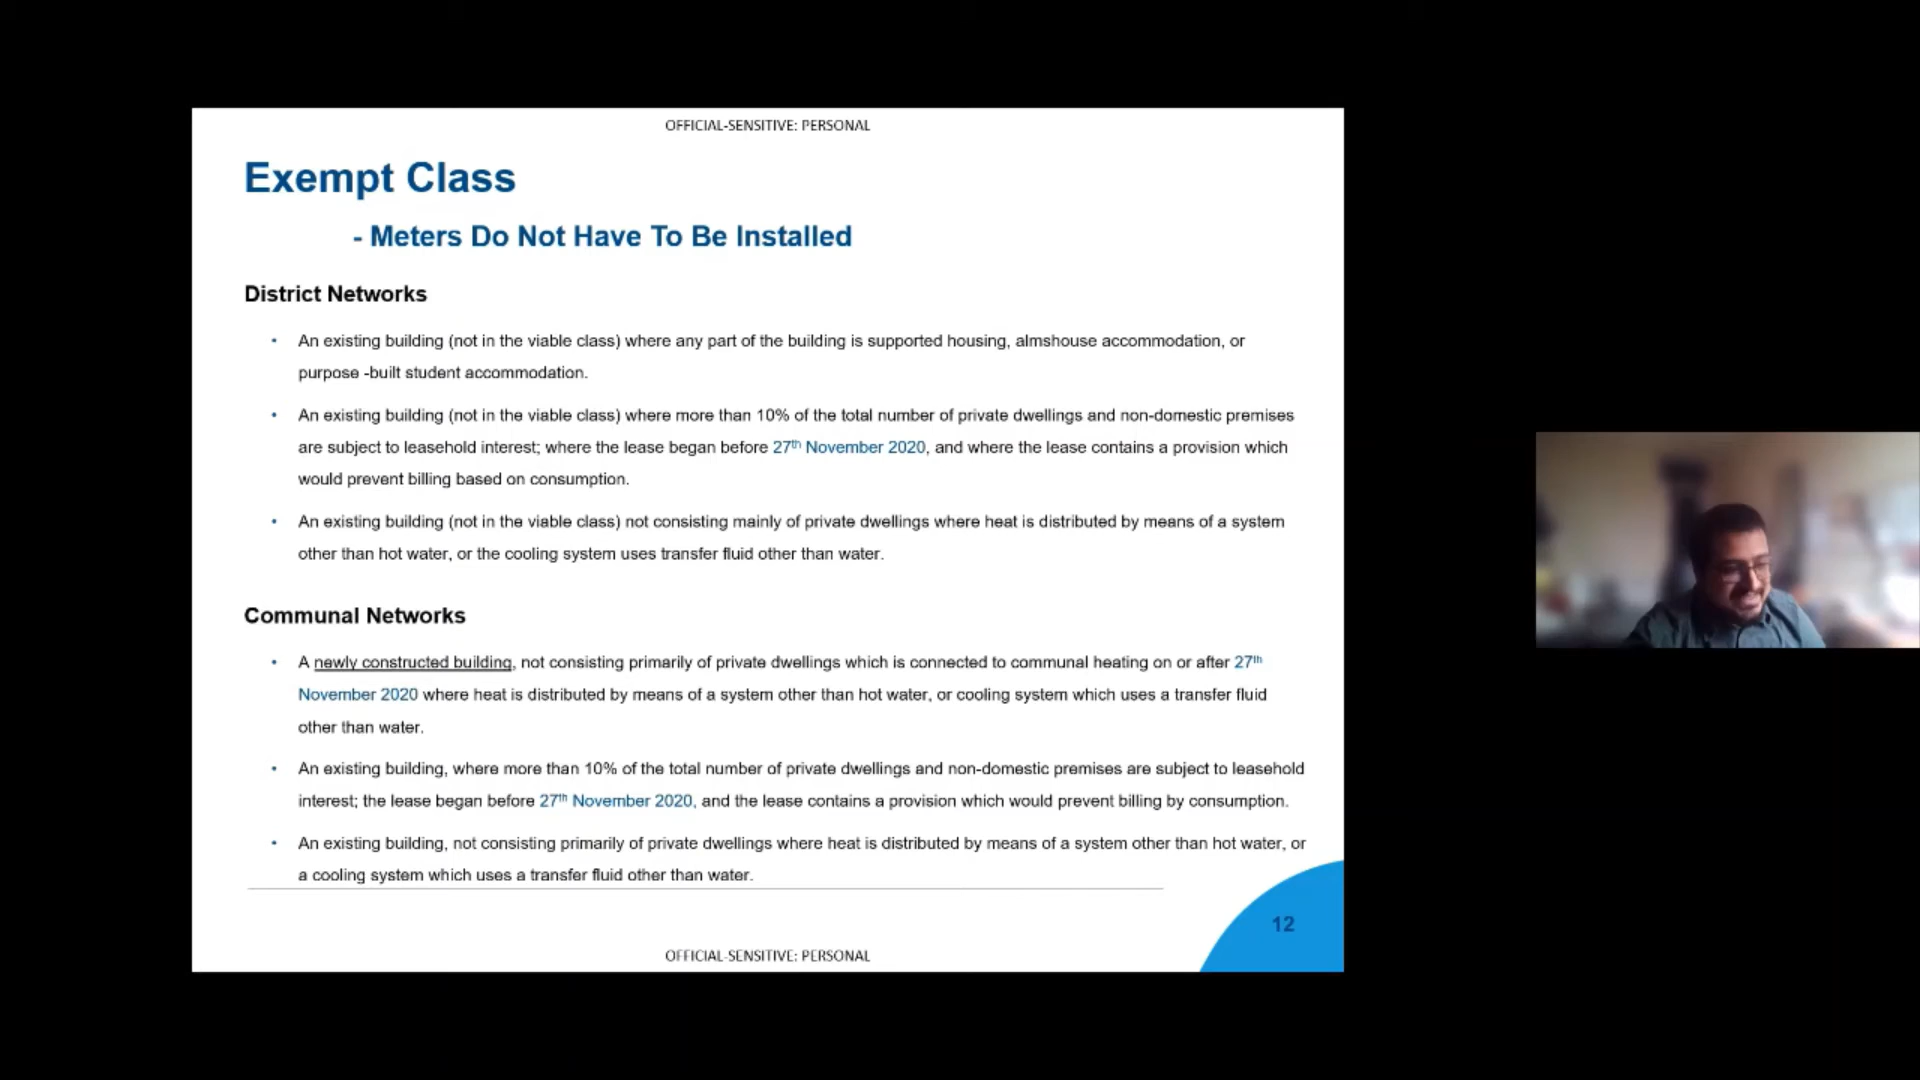 OFFICIAL-SENSITIVE: PERSONAL
Exempt Class
- Meters Do Not Have To Be Installed
District Networks
• An existing building (not in the viable class) where any part of the building is supported housing, almshouse accommodation, or
purpose -built student accommodation.
• An existing building (not in the viable class) where more than 10% of the total number of private dwellings and non-domestic premises
are subject to leasehold interest; where the lease began before 27th November 2020, and where the lease contains a provision which
would prevent billing based on consumption.
• An existing building (not in the viable class) not consisting mainly of private dwellings where heat is distributed by means of a system
other than hot water, or the cooling system uses transfer fluid other than water.
Communal Networks
• A newly constructed building, not consisting primarily of private dwellings which is connected to communal heating on or after 27th
November 2020 where heat is distributed by means of a system other than hot water, or cooling system which uses a transfer fluid
other than water.
• An existing building, where more than 10% of the total number of private dwellings and non-domestic premises are subject to leasehold
interest; the lease began before 27th November 2020, and the lease contains a provision which would prevent billing by consumption.
• An existing building, not consisting primarily of private dwellings where heat is distributed by means of a system other than hot water, or
a cooling system which uses a transfer fluid other than water.
12
OFFICIAL-SENSITIVE: PERSONAL